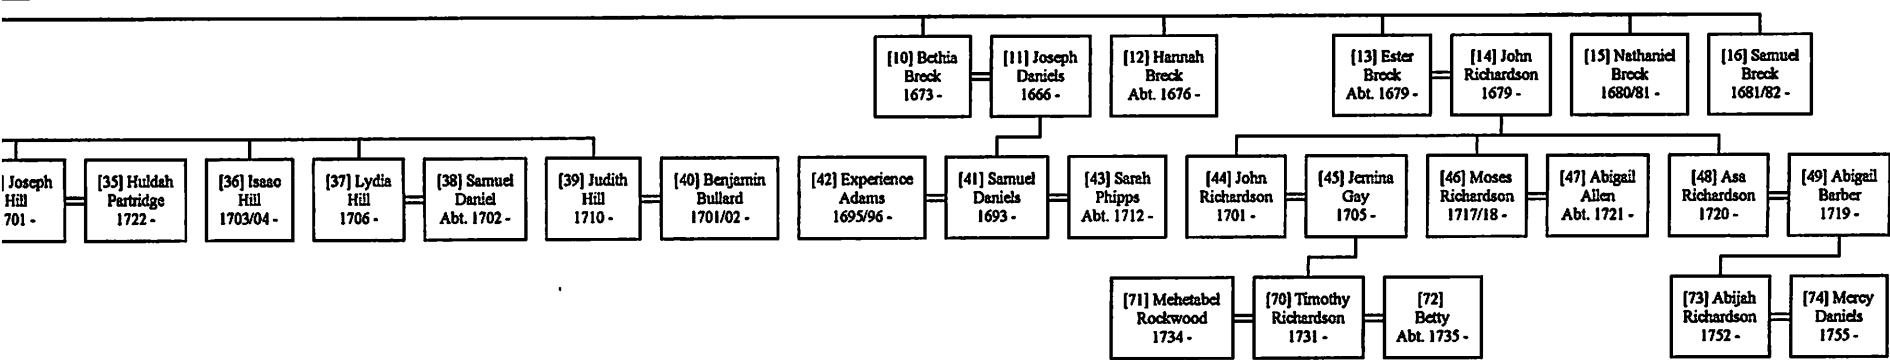 [10] Bethia
Breck
1673 -
[11] Joseph
Daniels
1666 -
[12] Hannah
Breck
Abt. 1676 -
[13] Ester
Breck
Abt. 1679 -
[14] John
Richardson
1679 -
[15] Nathaniel
Breck
1680/81 -
[16] Samuel
Breck
1681/82 -
] Joseph
Hill
701 -
[35] Huldah
Partridge
1722 -
[36] Isaac
Hill
1703/04 -
[37] Lydia
Hill
1706 -
[38] Samuel
Daniel
Abt. 1702 -
[39] Judith
Hill
1710 -
[40] Benjamin
Bullard
1701/02 -
[42] Experience
Adams
1695/96 -
[41] Samuel
Daniels
1693 -
[43] Sarah
Phipps
Abt. 1712 -
[44] John
Richardson
1701 -
[45] Jemina
Gay
1705 -
[46] Moses
Richardson
1717/18 -
[47] Abigail
Allen
Abt. 1721 -
[48] Asa
Richardson
1720 -
[49] Abigail
Barber
1719 -
[71] Mehetabel
Rockwood
1734 -
[70] Timothy
Richardson
1731 -
[72]
Betty
Abt. 1735 -
[73] Abijah
Richardson
1752 -
[74] Mercy
Daniels
1755 -